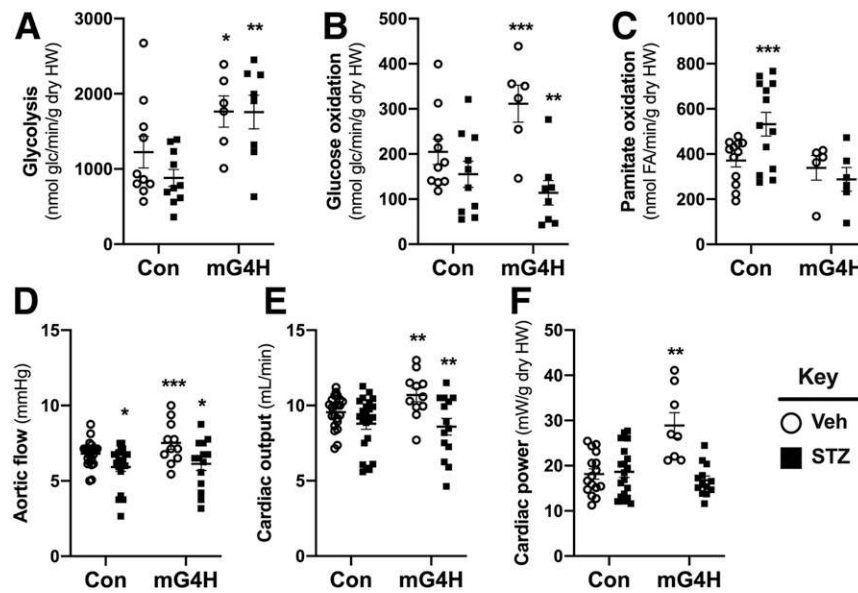 A
Glycolysis
(nmol glc/min/g dry HW)
3000
2000
1000
0
*
**
Con
mG4H
B
Glucose oxidation
(nmol glc/min/g dry HW)
500
400
300
200
100
0
***
**
Con
mG4H
C
Pamitate oxidation
(nmol FA/min/g dry HW)
1000
800
600
400
200
0
***
Con
mG4H
D
Aortic flow (mmHg)
15
10
5
0
*
***
*
Con
mG4H
E
Cardiac output (mL/min)
15
10
5
0
**
**
Con
mG4H
F
Cardiac power (mW/g dry HW)
50
40
30
20
10
0
**
Con
mG4H
Key
Veh
STZ